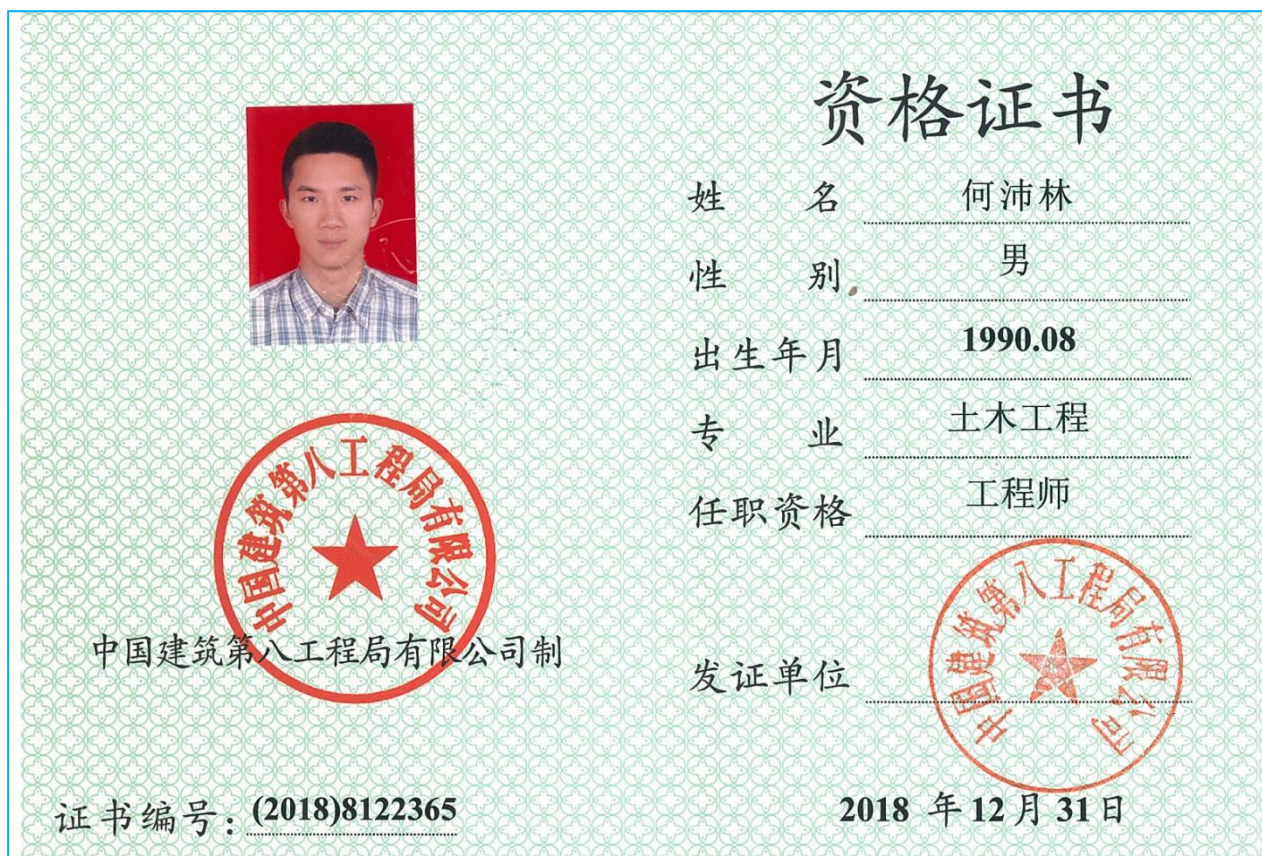 中国建筑第八工程局有限公司
中国建筑第八工程局有限公司制
证书编号：(2018)8122365
资格证书
姓 名 何沛林
性 别 男
出生年月 1990.08
专 业 土木工程
任职资格 工程师
发证单位
中国建筑第八工程局有限公司
2018 年 12 月 31 日